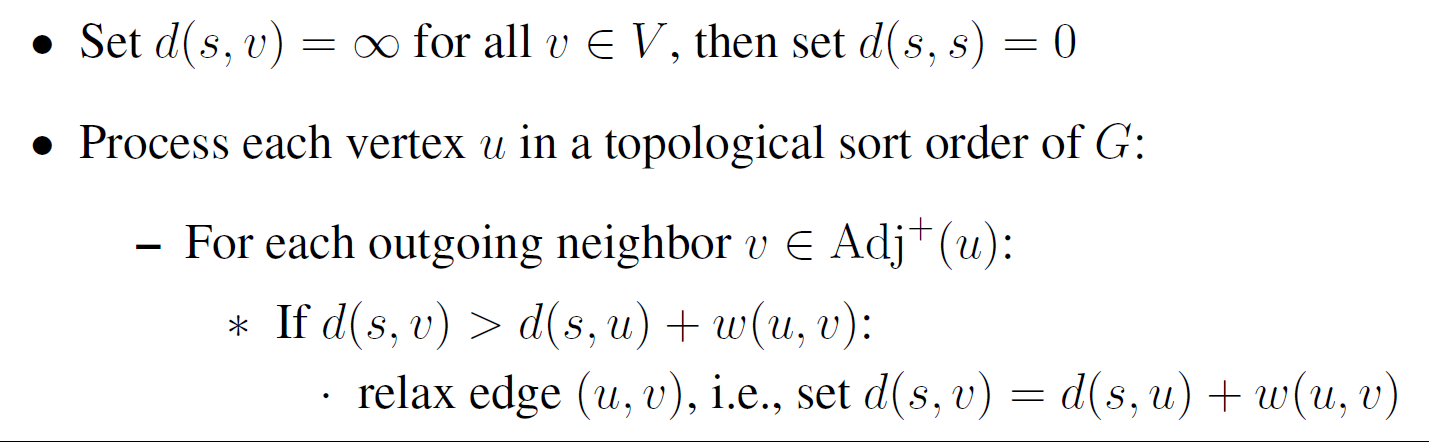 • Set d(s, v) = ∞ for all v ∈ V, then set d(s, s) = 0
• Process each vertex u in a topological sort order of G:
– For each outgoing neighbor v ∈ Adj⁺(u):
∗ If d(s, v) > d(s, u) + w(u, v):
· relax edge (u, v), i.e., set d(s, v) = d(s, u) + w(u, v)